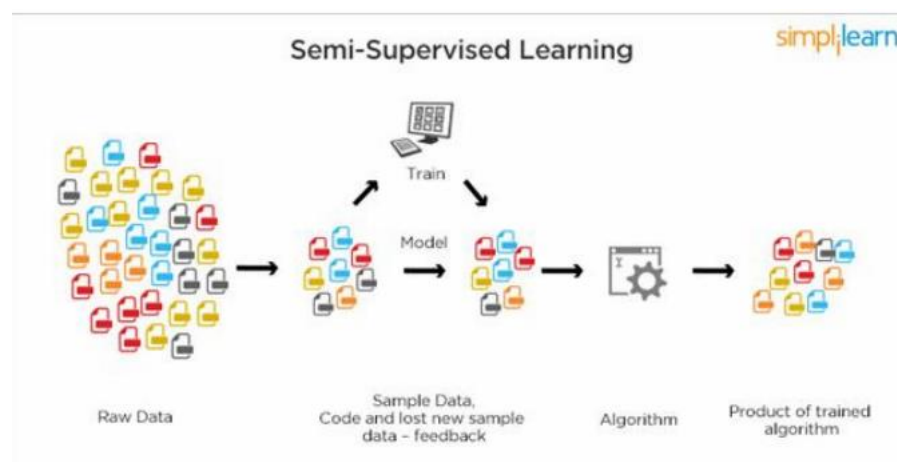 Semi-Supervised Learning
simplilearn
Train
Model
Raw Data
Sample Data,
Code and lost new sample
data – feedback
Algorithm
Product of trained
algorithm